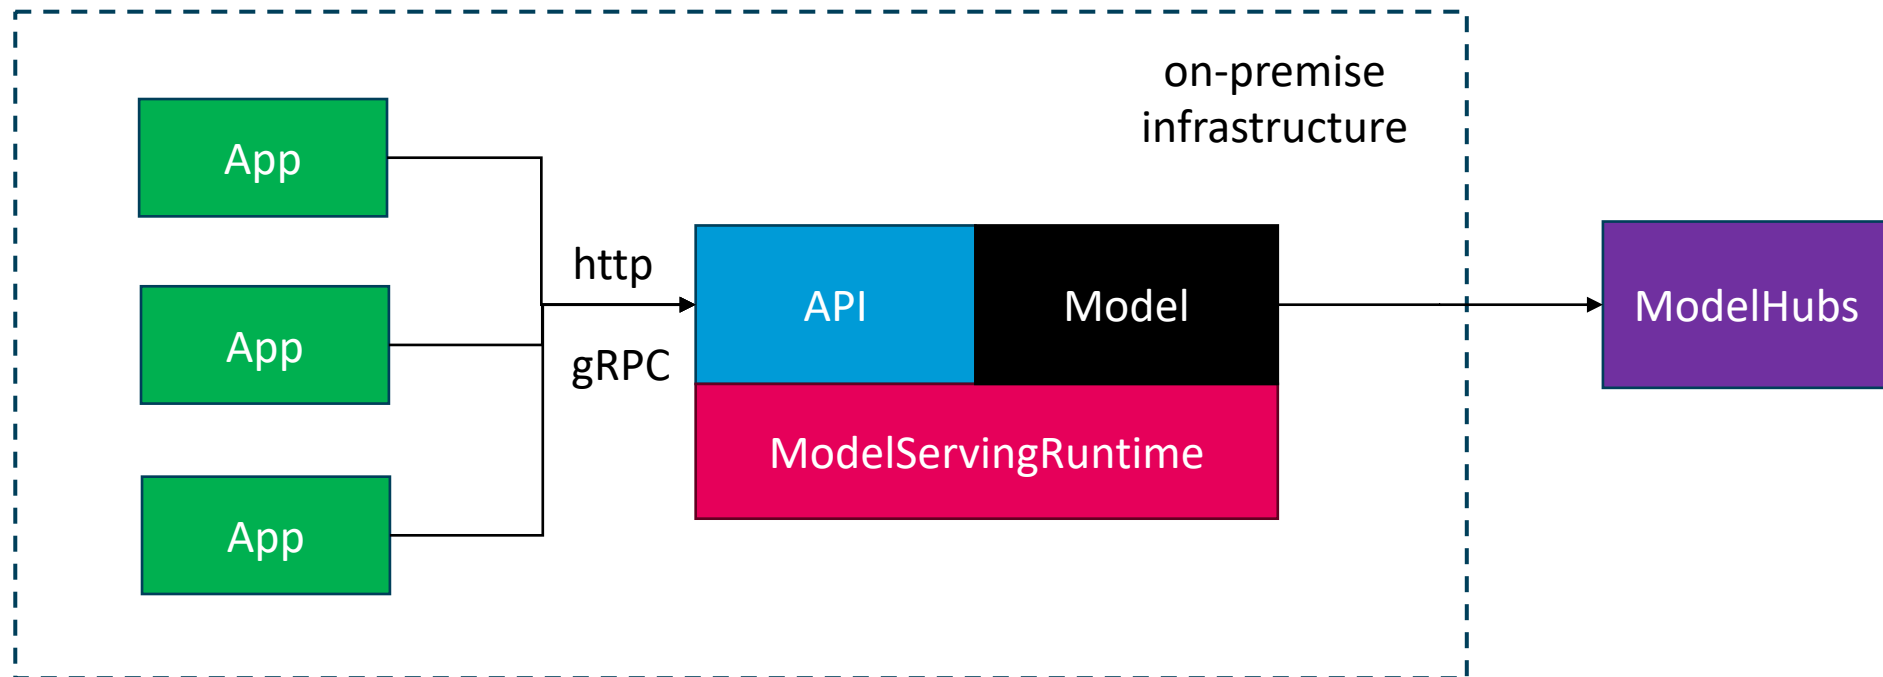 on-premise
infrastructure
App
http
API
Model
ModelHubs
App
gRPC
ModelServingRuntime
App